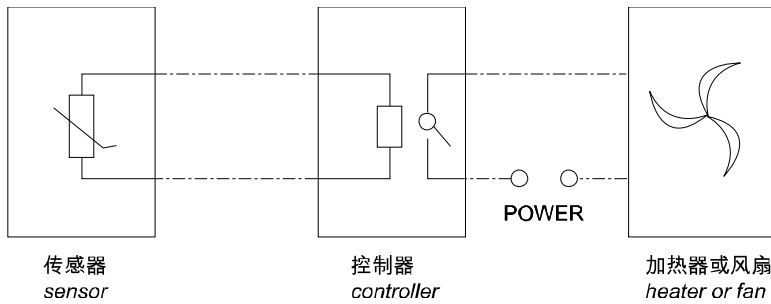 POWER
传感器
sensor
控制器
controller
加热器或风扇
heater or fan